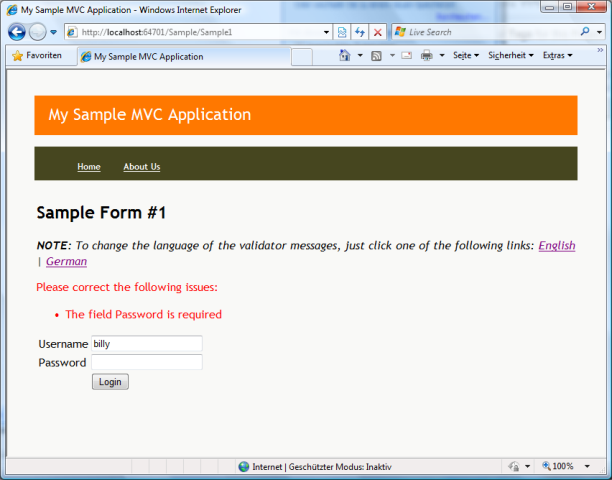 My Sample MVC Application - Windows Internet Explorer
http://localhost:64701/Sample/Sample1
Live Search
Favoriten
My Sample MVC Application
Seite
Sicherheit
Extras
My Sample MVC Application
Home
About Us
Sample Form #1
NOTE: To change the language of the validator messages, just click one of the following links: English
| German
Please correct the following issues:
• The field Password is required
Username billy
Password
Login
Internet | Geschützter Modus: Inaktiv
100%